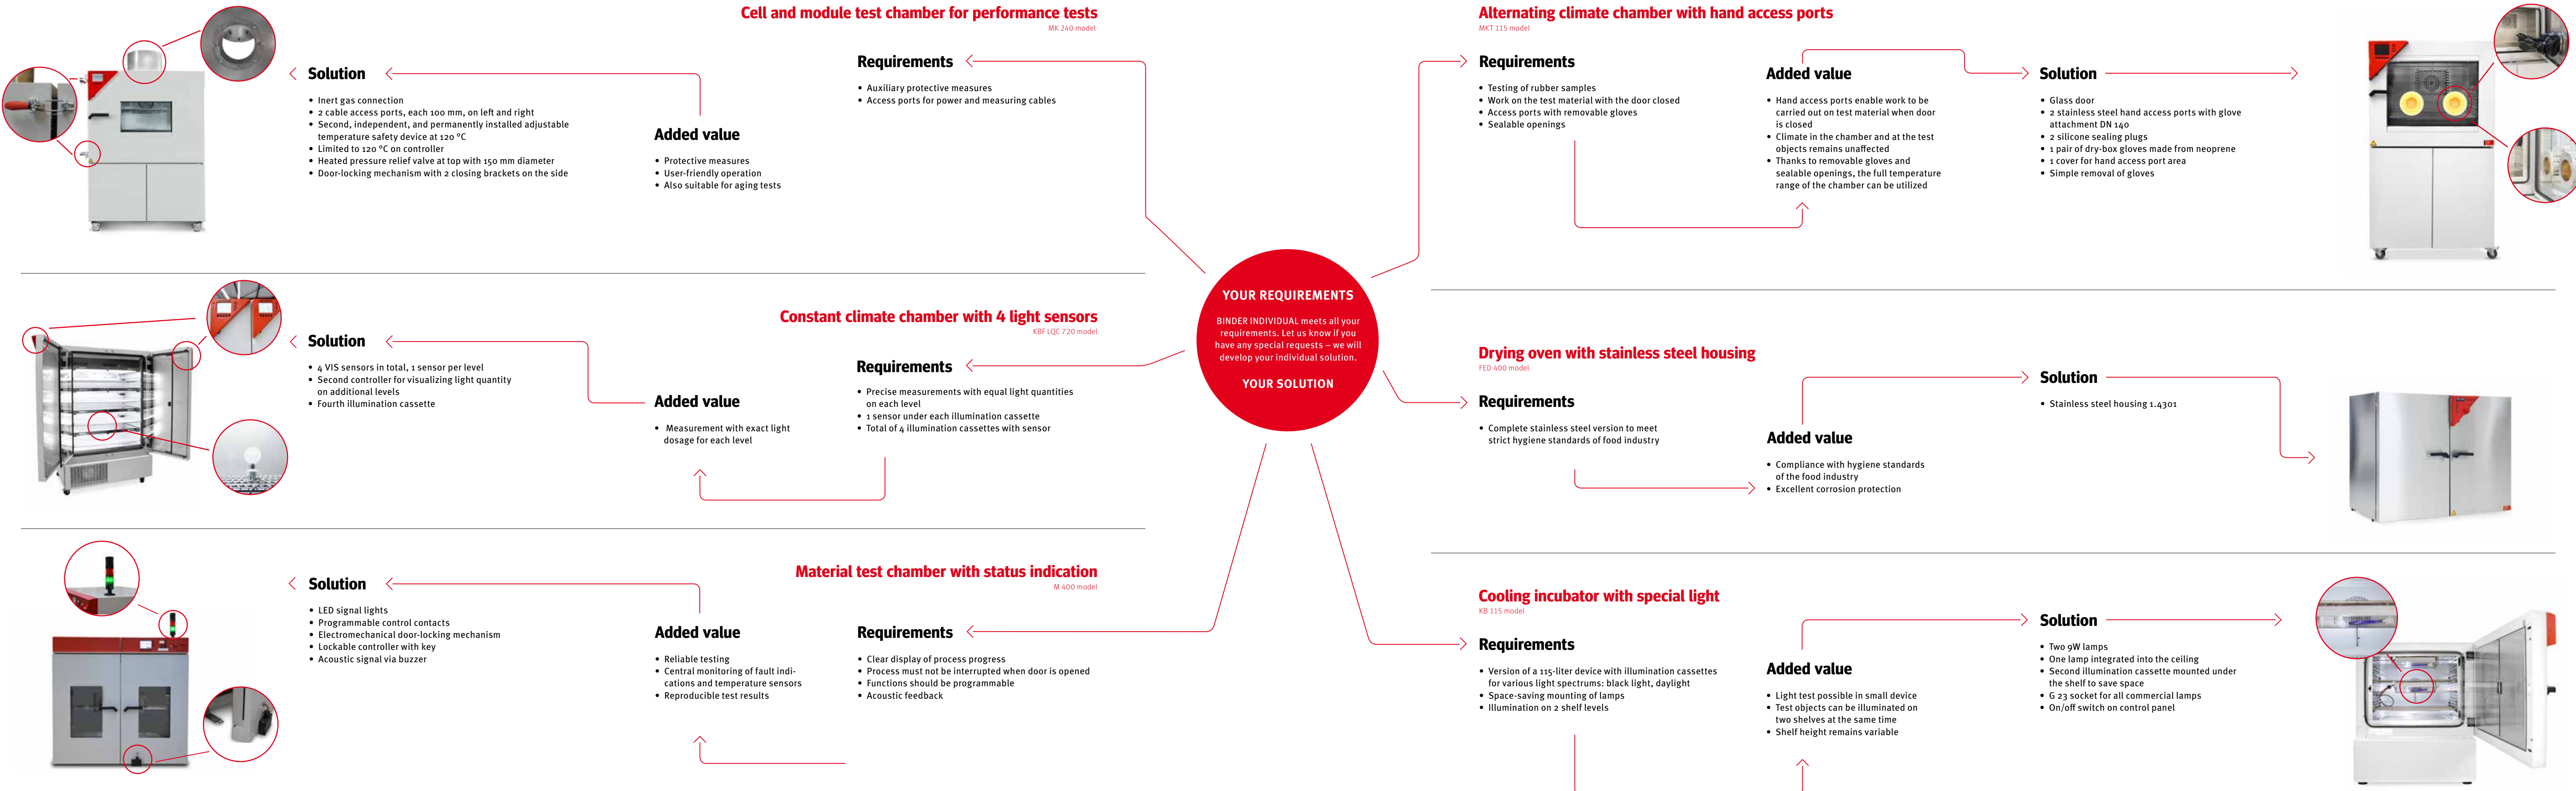 Cell and module test chamber for performance tests
MK 240 model
Requirements
• Auxiliary protective measures
• Access ports for power and measuring cables
Added value
• Protective measures
• User-friendly operation
• Also suitable for aging tests
Solution
• Inert gas connection
• 2 cable access ports, each 100 mm, on left and right
• Second, independent, and permanently installed adjustable
temperature safety device at 120 °C
• Limited to 120 °C on controller
• Heated pressure relief valve at top with 150 mm diameter
• Door-locking mechanism with 2 closing brackets on the side
Constant climate chamber with 4 light sensors
KBF LQC 720 model
Requirements
• Precise measurements with equal light quantities
on each level
• 1 sensor under each illumination cassette
• Total of 4 illumination cassettes with sensor
Added value
• Measurement with exact light
dosage for each level
Solution
• 4 VIS sensors in total, 1 sensor per level
• Second controller for visualizing light quantity
on additional levels
• Fourth illumination cassette
Material test chamber with status indication
M 400 model
Requirements
• Clear display of process progress
• Process must not be interrupted when door is opened
• Functions should be programmable
• Acoustic feedback
Added value
• Reliable testing
• Central monitoring of fault indi-
cations and temperature sensors
• Reproducible test results
Solution
• LED signal lights
• Programmable control contacts
• Electromechanical door-locking mechanism
• Lockable controller with key
• Acoustic signal via buzzer
YOUR REQUIREMENTS
BINDER INDIVIDUAL meets all your
requirements. Let us know if you
have any special requests – we will
develop your individual solution.
YOUR SOLUTION
Alternating climate chamber with hand access ports
MKT 115 model
Requirements
• Testing of rubber samples
• Work on the test material with the door closed
• Access ports with removable gloves
• Sealable openings
Added value
• Hand access ports enable work to be
carried out on test material when door
is closed
• Climate in the chamber and at the test
objects remains unaffected
• Thanks to removable gloves and
sealable openings, the full temperature
range of the chamber can be utilized
Solution
• Glass door
• 2 stainless steel hand access ports with glove
attachment DN 140
• 2 silicone sealing plugs
• 1 pair of dry-box gloves made from neoprene
• 1 cover for hand access port area
• Simple removal of gloves
Drying oven with stainless steel housing
FED 400 model
Requirements
• Complete stainless steel version to meet
strict hygiene standards of food industry
Added value
• Compliance with hygiene standards
of the food industry
• Excellent corrosion protection
Solution
• Stainless steel housing 1.4301
Cooling incubator with special light
KB 115 model
Requirements
• Version of a 115-liter device with illumination cassettes
for various light spectrums: black light, daylight
• Space-saving mounting of lamps
• Illumination on 2 shelf levels
Added value
• Light test possible in small device
• Test objects can be illuminated on
two shelves at the same time
• Shelf height remains variable
Solution
• Two 9W lamps
• One lamp integrated into the ceiling
• Second illumination cassette mounted under
the shelf to save space
• G 23 socket for all commercial lamps
• On/off switch on control panel